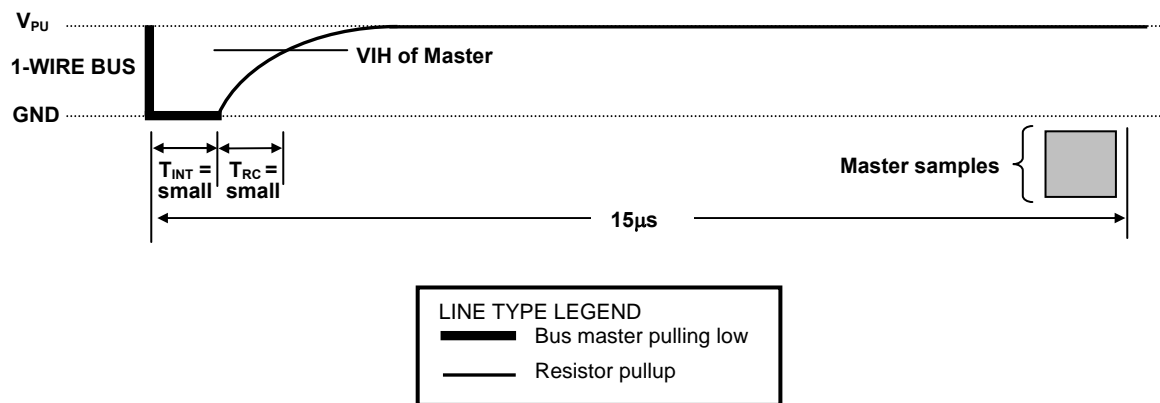 VPU
VIH of Master
1-WIRE BUS
GND
TINT =
small
TRC =
small
Master samples
15μs
LINE TYPE LEGEND
Bus master pulling low
Resistor pullup